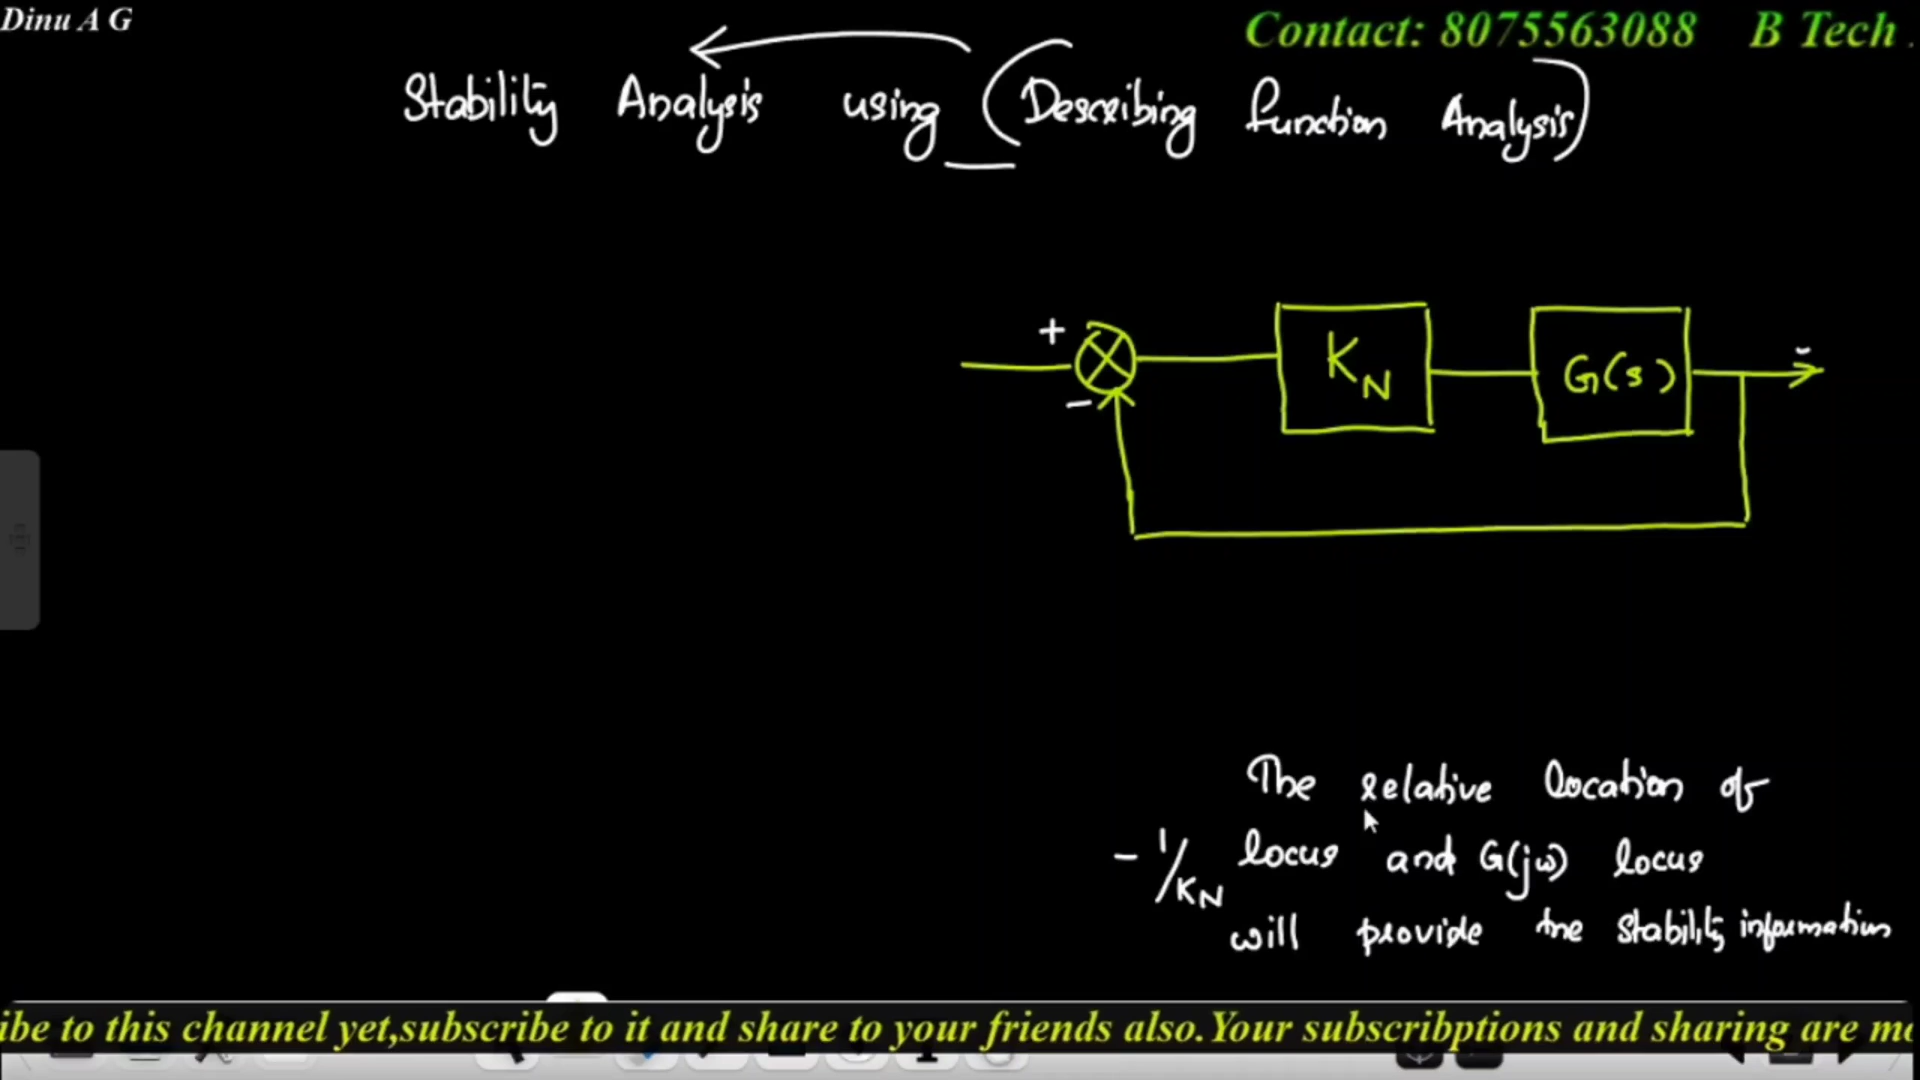 Dinu A G
Contact: 8075563088 B Tech
Stability Analysis using (Describing function Analysis)
+
-
K_N
G(s)
The relative location of
- 1/K_N locus and G(jω) locus
will provide the stability information
ibe to this channel yet,subscribe to it and share to your friends also.Your subscribptions and sharing are mo